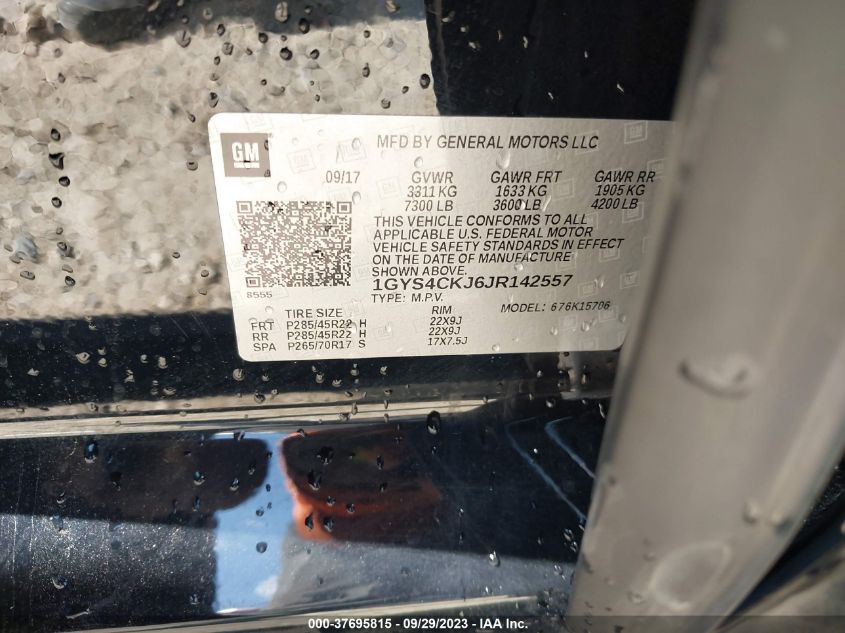 GM
MFD BY GENERAL MOTORS LLC
09/17 GVWR GAWR FRT GAWR RR
3311 KG 1633 KG 1905 KG
7300 LB 3600 LB 4200 LB
THIS VEHICLE CONFORMS TO ALL
APPLICABLE U.S. FEDERAL MOTOR
VEHICLE SAFETY STANDARDS IN EFFECT
ON THE DATE OF MANUFACTURE
SHOWN ABOVE.
8555
1GYS4CKJ6JR142557
TYPE: M.P.V. MODEL: 676K15706
TIRE SIZE RIM
FRT P285/45R22 H 22X9J
RR P285/45R22 H 22X9J
SPA P265/70R17 S 17X7.5J
000-37695815 / 09/29/2023 - IAAI.com